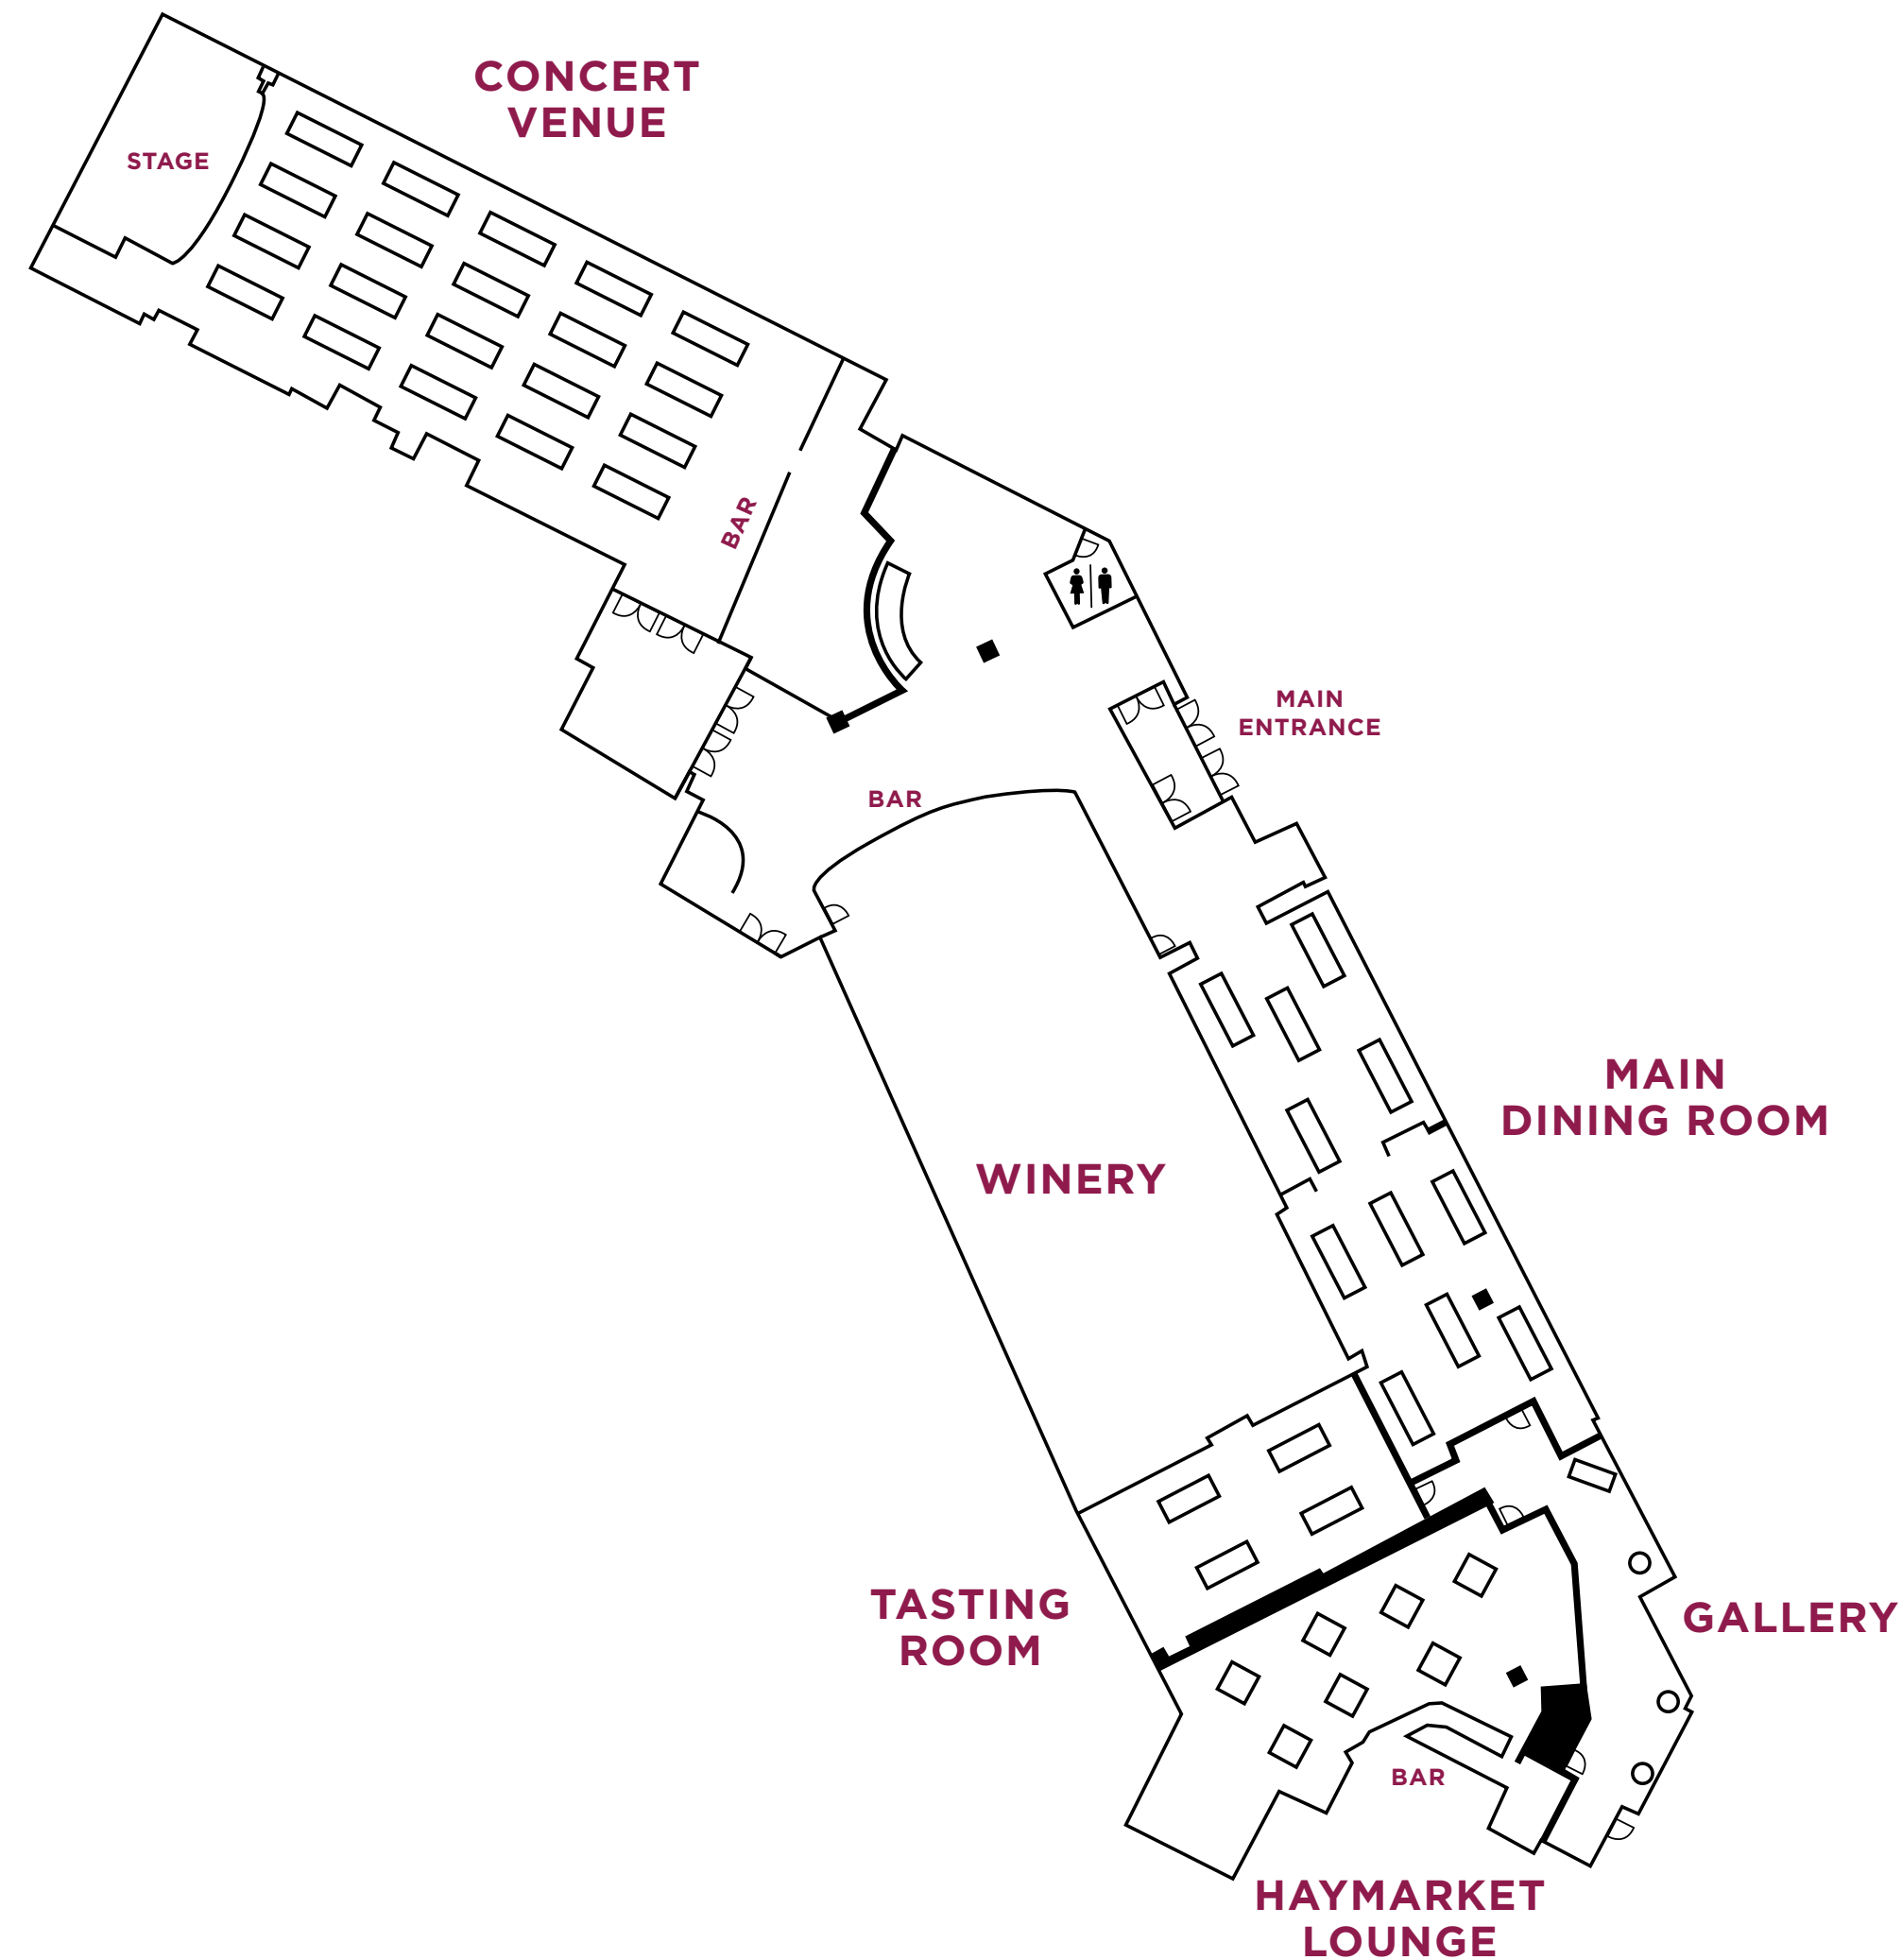 CONCERT
VENUE
STAGE
BAR
MAIN
ENTRANCE
BAR
MAIN
DINING ROOM
WINERY
TASTING
ROOM
GALLERY
BAR
HAYMARKET
LOUNGE